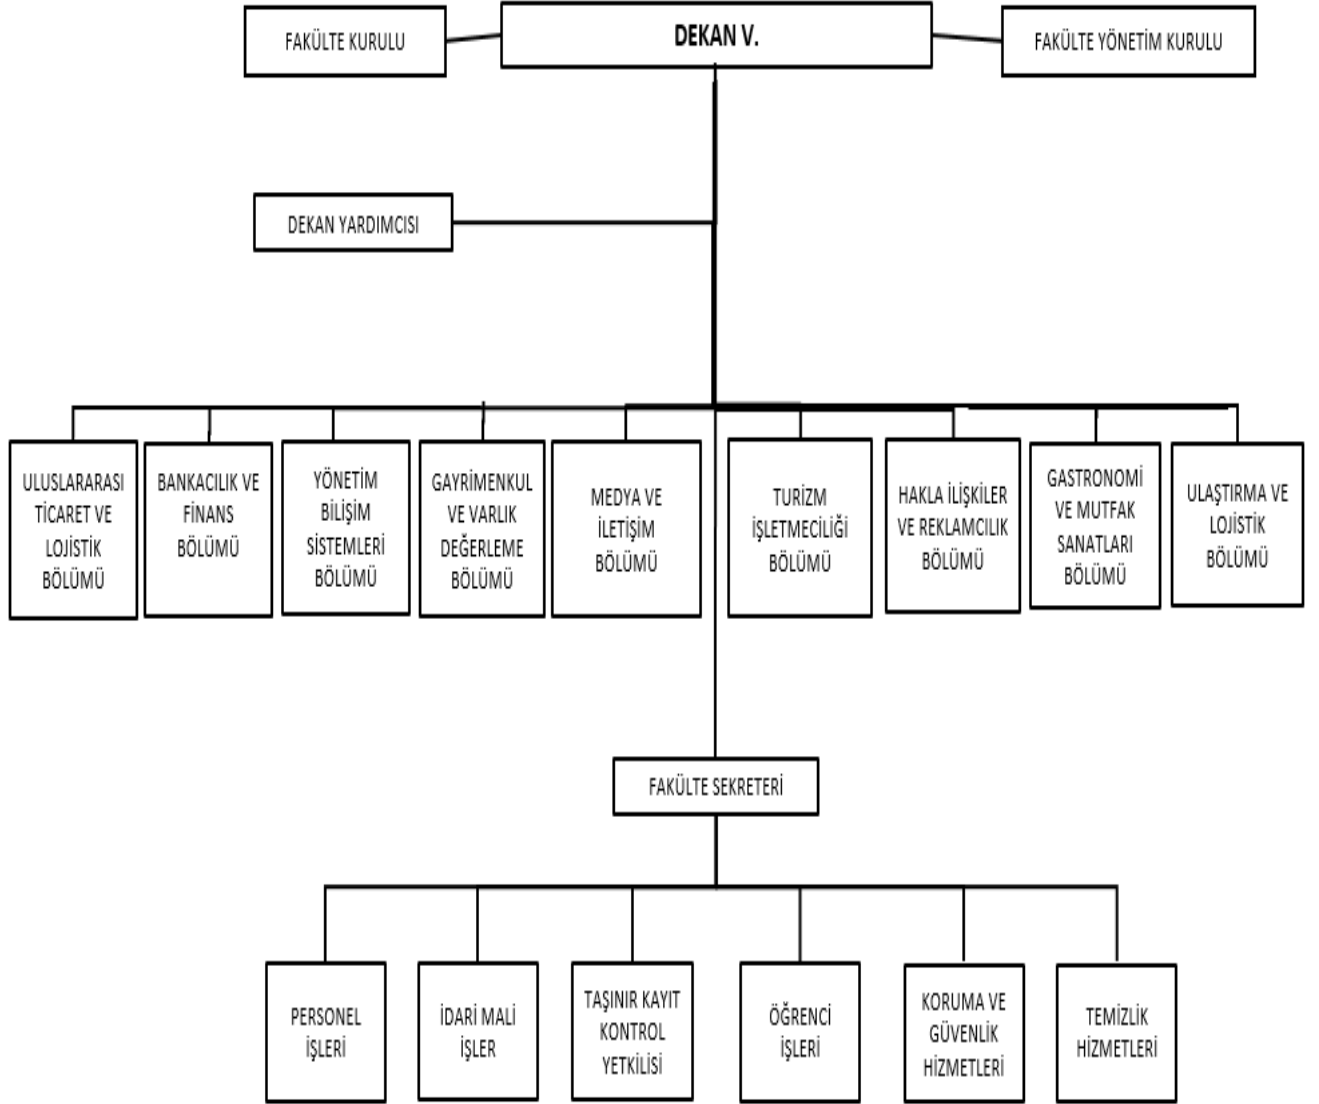 FAKÜLTE KURULU
DEKAN V.
FAKÜLTE YÖNETİM KURULU
DEKAN YARDIMCISI
ULUSLARARASI
TİCARET VE
LOJİSTİK
BÖLÜMÜ
BANKACILIK VE
FİNANS
BÖLÜMÜ
YÖNETİM
BİLİŞİM
SİSTEMLERİ
BÖLÜMÜ
GAYRİMENKUL
VE VARLIK
DEĞERLEME
BÖLÜMÜ
MEDYA VE
İLETİŞİM
BÖLÜMÜ
TURİZM
İŞLETMECİLİĞİ
BÖLÜMÜ
HAKLA İLİŞKİLER
VE REKLAMCILIK
BÖLÜMÜ
GASTRONOMİ
VE MUTFAK
SANATLARI
BÖLÜMÜ
ULAŞTIRMA VE
LOJİSTİK
BÖLÜMÜ
FAKÜLTE SEKRETERİ
PERSONEL
İŞLERİ
İDARİ MALİ
İŞLER
TAŞINIR KAYIT
KONTROL
YETKİLİSİ
ÖĞRENCİ
İŞLERİ
KORUMA VE
GÜVENLİK
HİZMETLERİ
TEMİZLİK
HİZMETLERİ